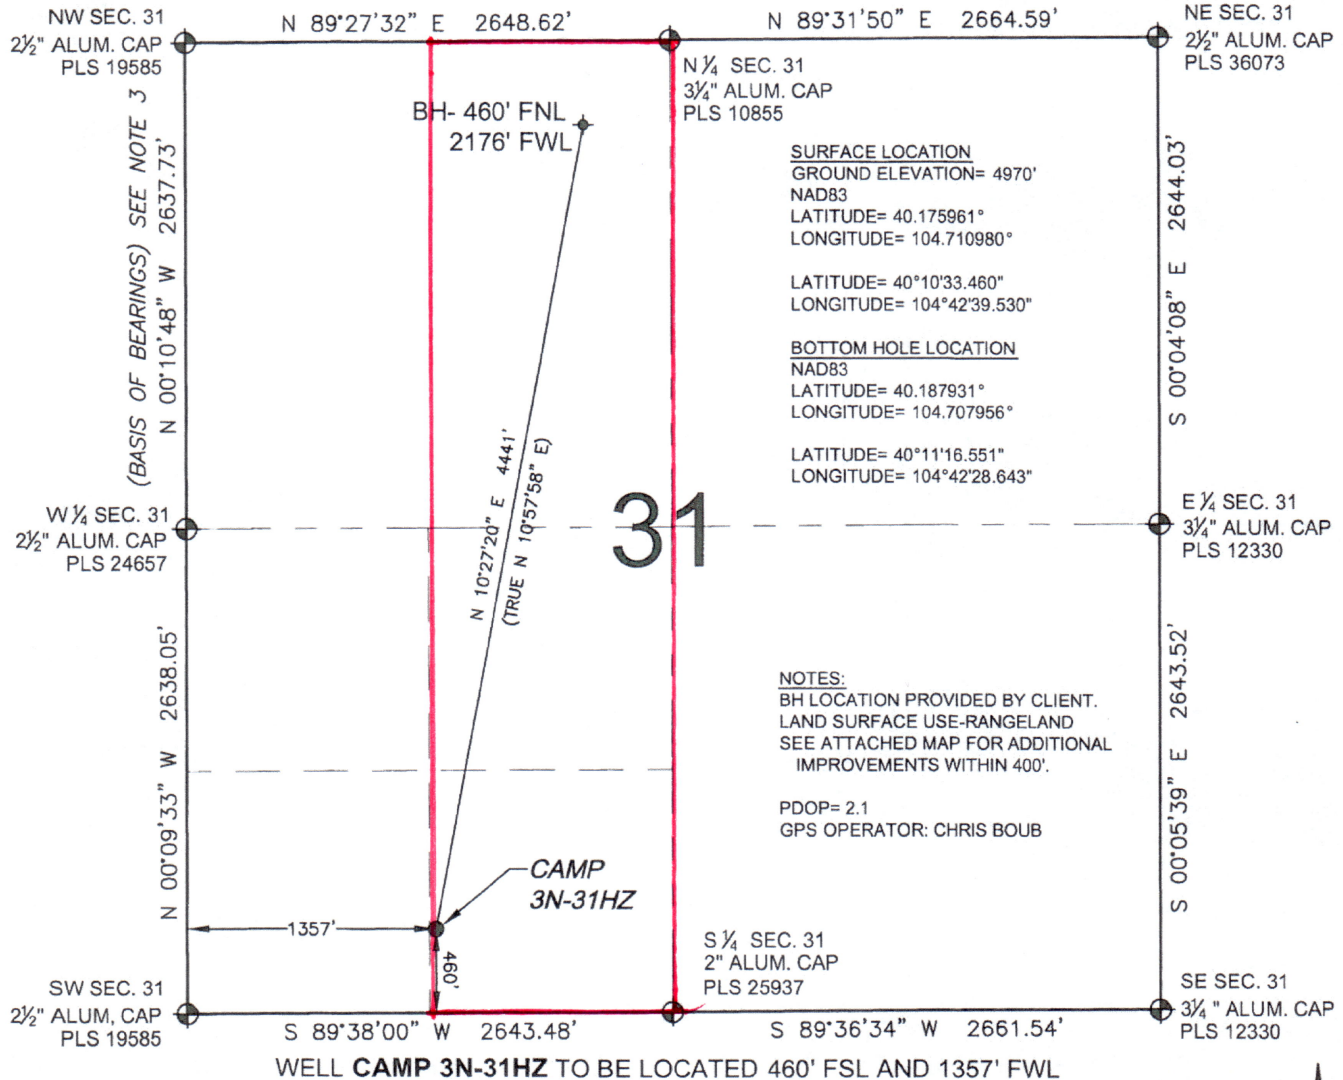 NW SEC. 31
2½" ALUM. CAP
PLS 19585
N 89°27'32" E 2648.62'
N 89°31'50" E 2664.59'
NE SEC. 31
2½" ALUM. CAP
PLS 36073
N ¼ SEC. 31
3¼" ALUM. CAP
PLS 10855
BH- 460' FNL
2176' FWL
(BASIS OF BEARINGS) SEE NOTE 3
N 00°10'48" W 2637.73'
SURFACE LOCATION
GROUND ELEVATION= 4970'
NAD83
LATITUDE= 40.175961°
LONGITUDE= 104.710980°
LATITUDE= 40°10'33.460"
LONGITUDE= 104°42'39.530"
BOTTOM HOLE LOCATION
NAD83
LATITUDE= 40.187931°
LONGITUDE= 104.707956°
LATITUDE= 40°11'16.551"
LONGITUDE= 104°42'28.643"
S 00°04'08" E 2644.03'
N 10°27'20" E 4441'
(TRUE N 10°57'58" E)
31
W ¼ SEC. 31
2½" ALUM. CAP
PLS 24657
E ¼ SEC. 31
3¼" ALUM. CAP
PLS 12330
N 00°09'33" W 2638.05'
NOTES:
BH LOCATION PROVIDED BY CLIENT.
LAND SURFACE USE-RANGELAND
SEE ATTACHED MAP FOR ADDITIONAL
IMPROVEMENTS WITHIN 400'.
PDOP= 2.1
GPS OPERATOR: CHRIS BOUB
S 00°05'39" E 2643.52'
CAMP
3N-31HZ
1357'
460'
S ¼ SEC. 31
2" ALUM. CAP
PLS 25937
SW SEC. 31
2½" ALUM, CAP
PLS 19585
SE SEC. 31
3¼ " ALUM. CAP
PLS 12330
S 89°38'00" W 2643.48'
S 89°36'34" W 2661.54'
WELL CAMP 3N-31HZ TO BE LOCATED 460' FSL AND 1357' FWL